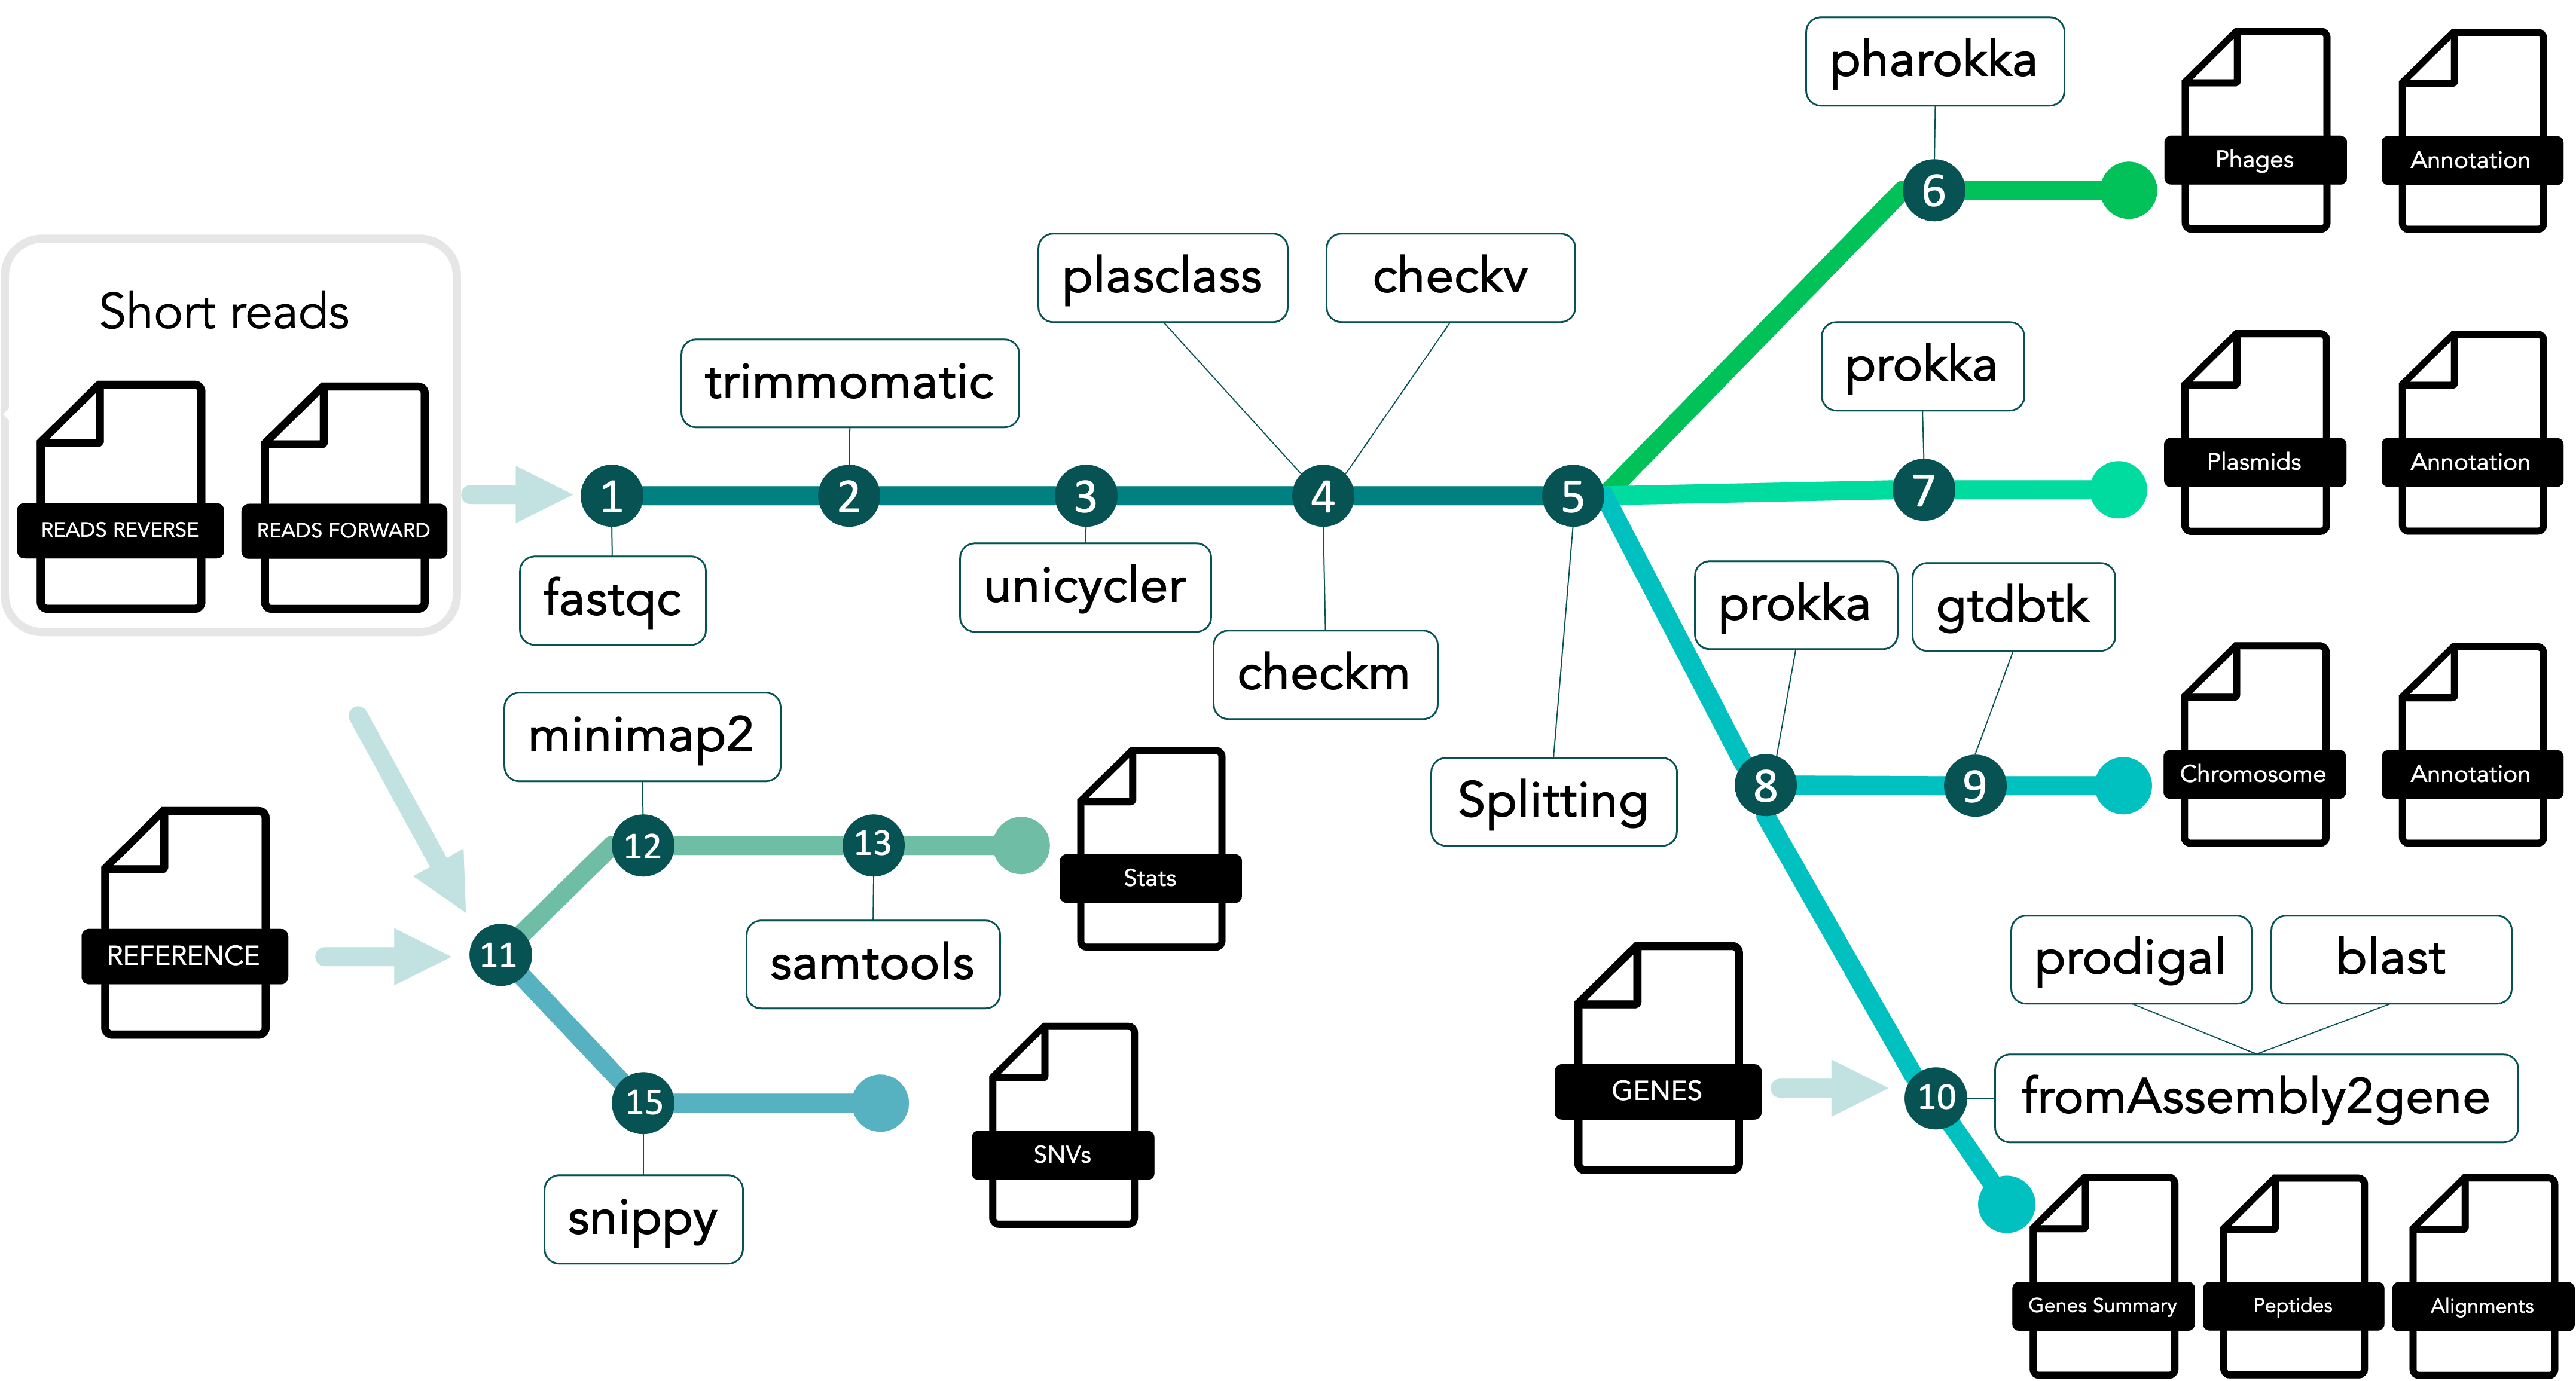 Short reads
READS REVERSE
READS FORWARD
1
fastqc
2
trimmomatic
3
unicycler
4
plasclass
checkv
checkm
5
Splitting
6
pharokka
Phages
Annotation
7
prokka
Plasmids
Annotation
8
prokka
9
gtdbtk
Chromosome
Annotation
GENES
10
prodigal
blast
fromAssembly2gene
Genes Summary
Peptides
Alignments
REFERENCE
11
12
minimap2
13
samtools
Stats
15
snippy
SNVs